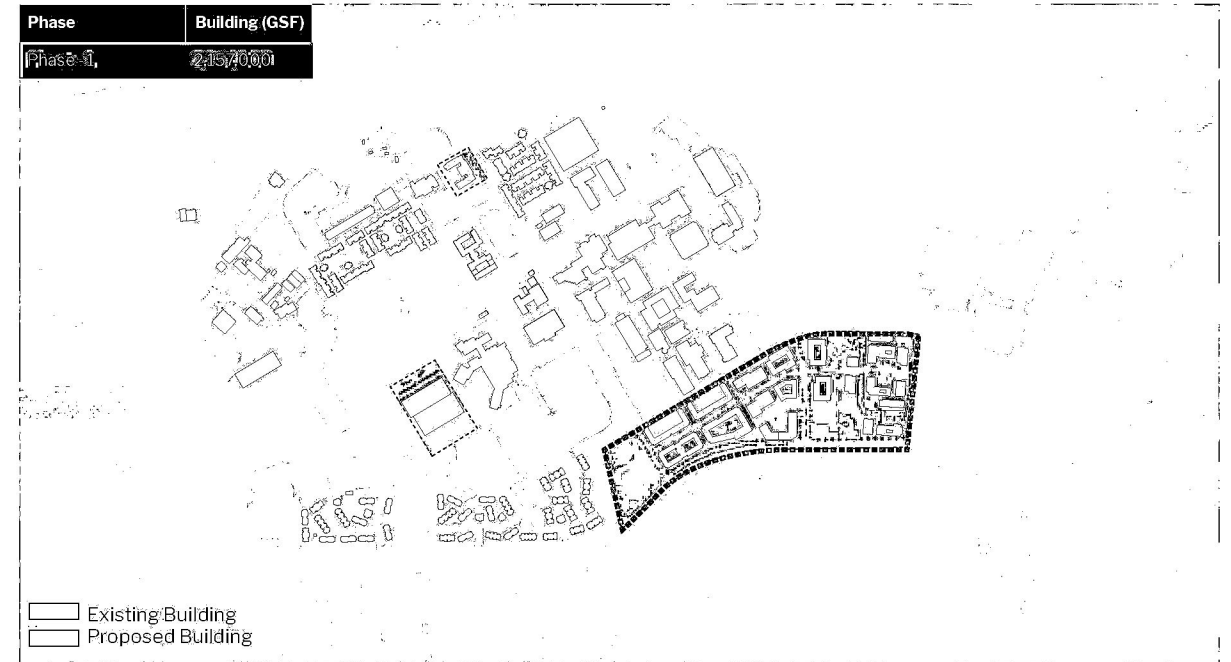 Phase Building (GSF)
Phase 1 2,157,000
Existing Building
Proposed Building